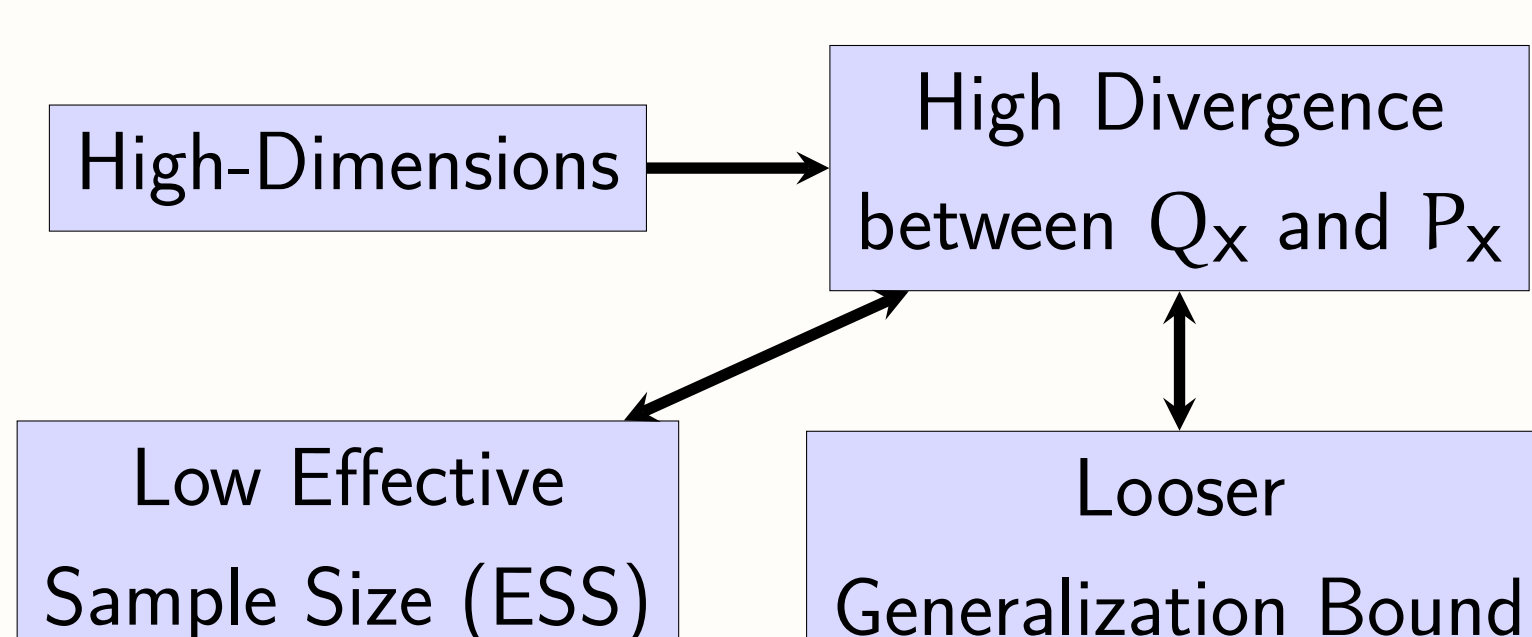 High-Dimensions
High Divergence
between Qx and Px
Low Effective
Sample Size (ESS)
Looser
Generalization Bound